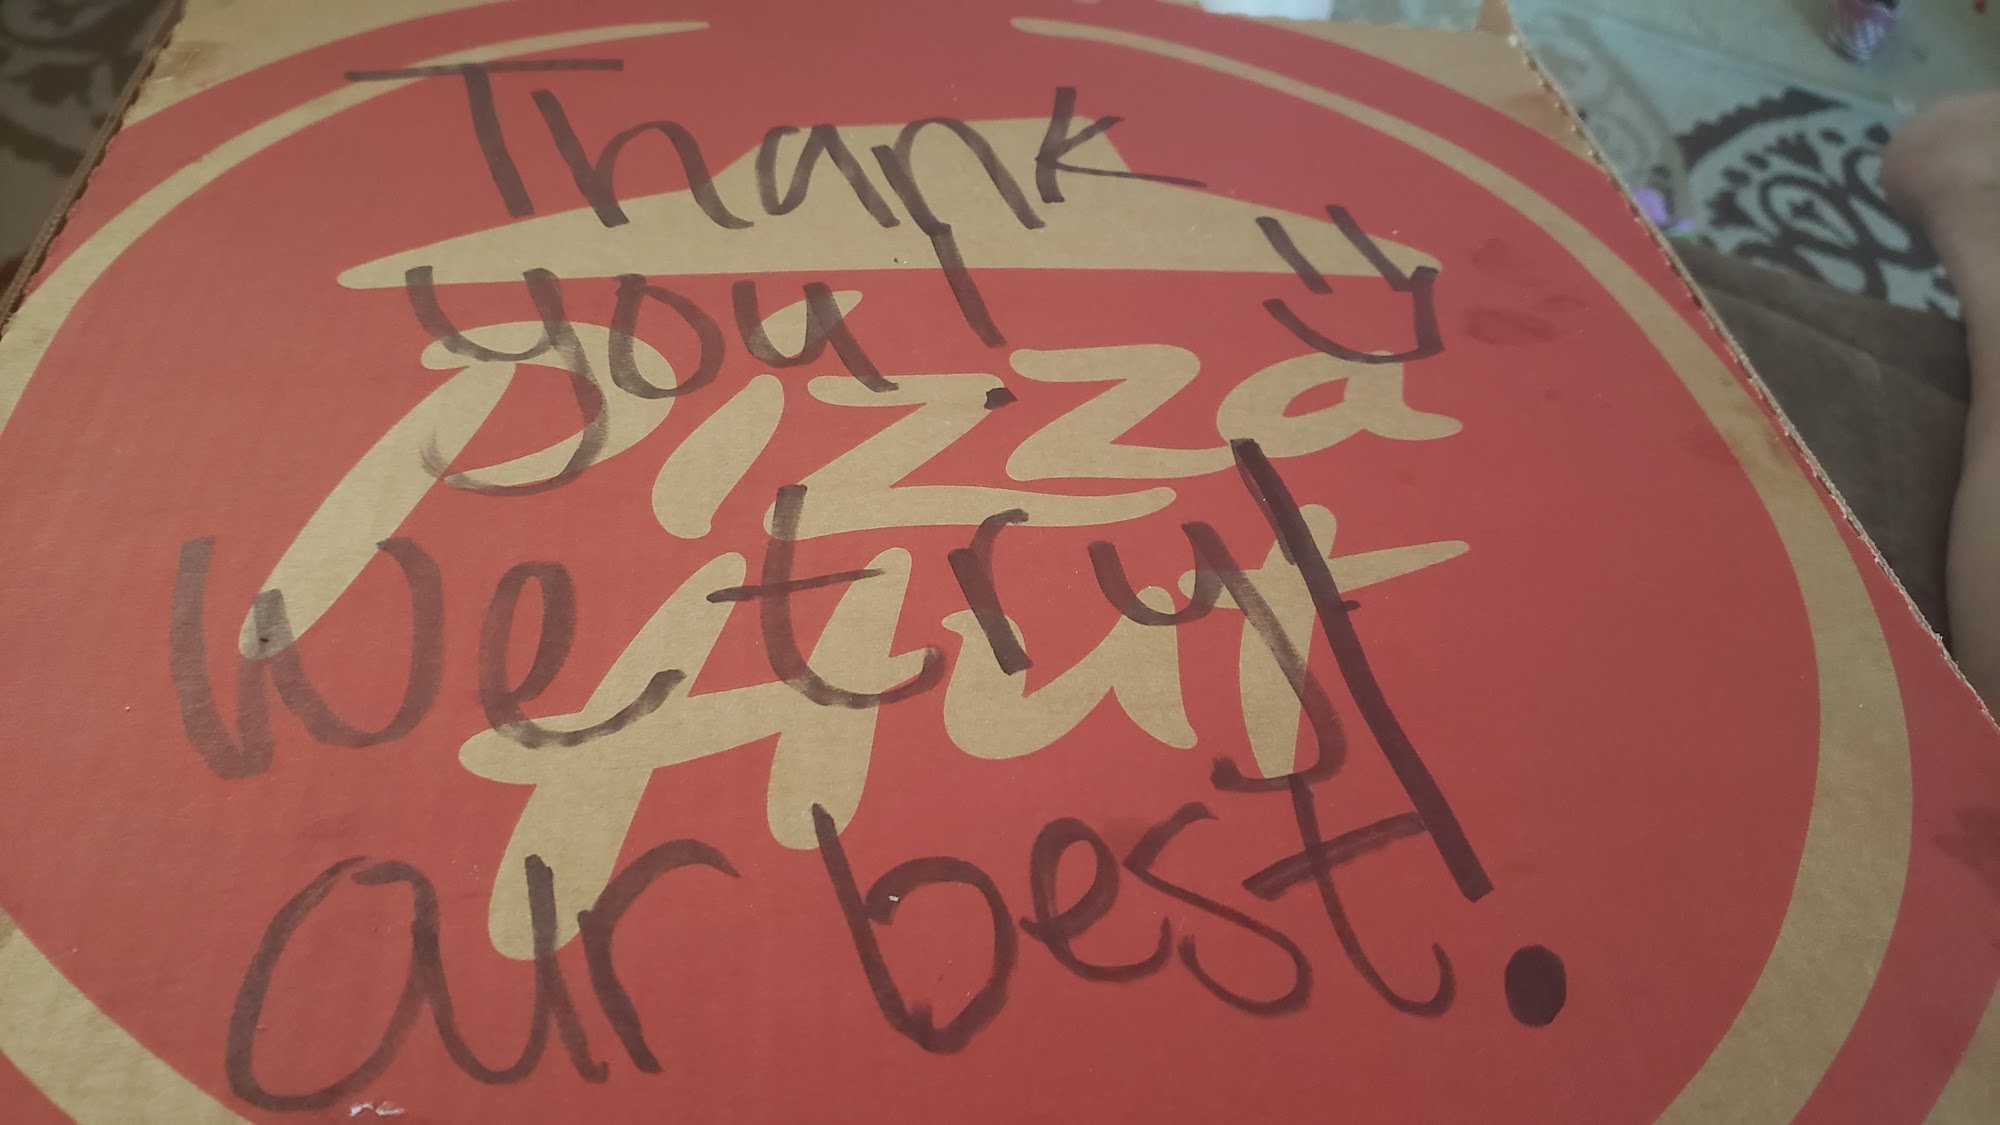 Thank
you! :)
Pizza
We try!
Hut
our best!